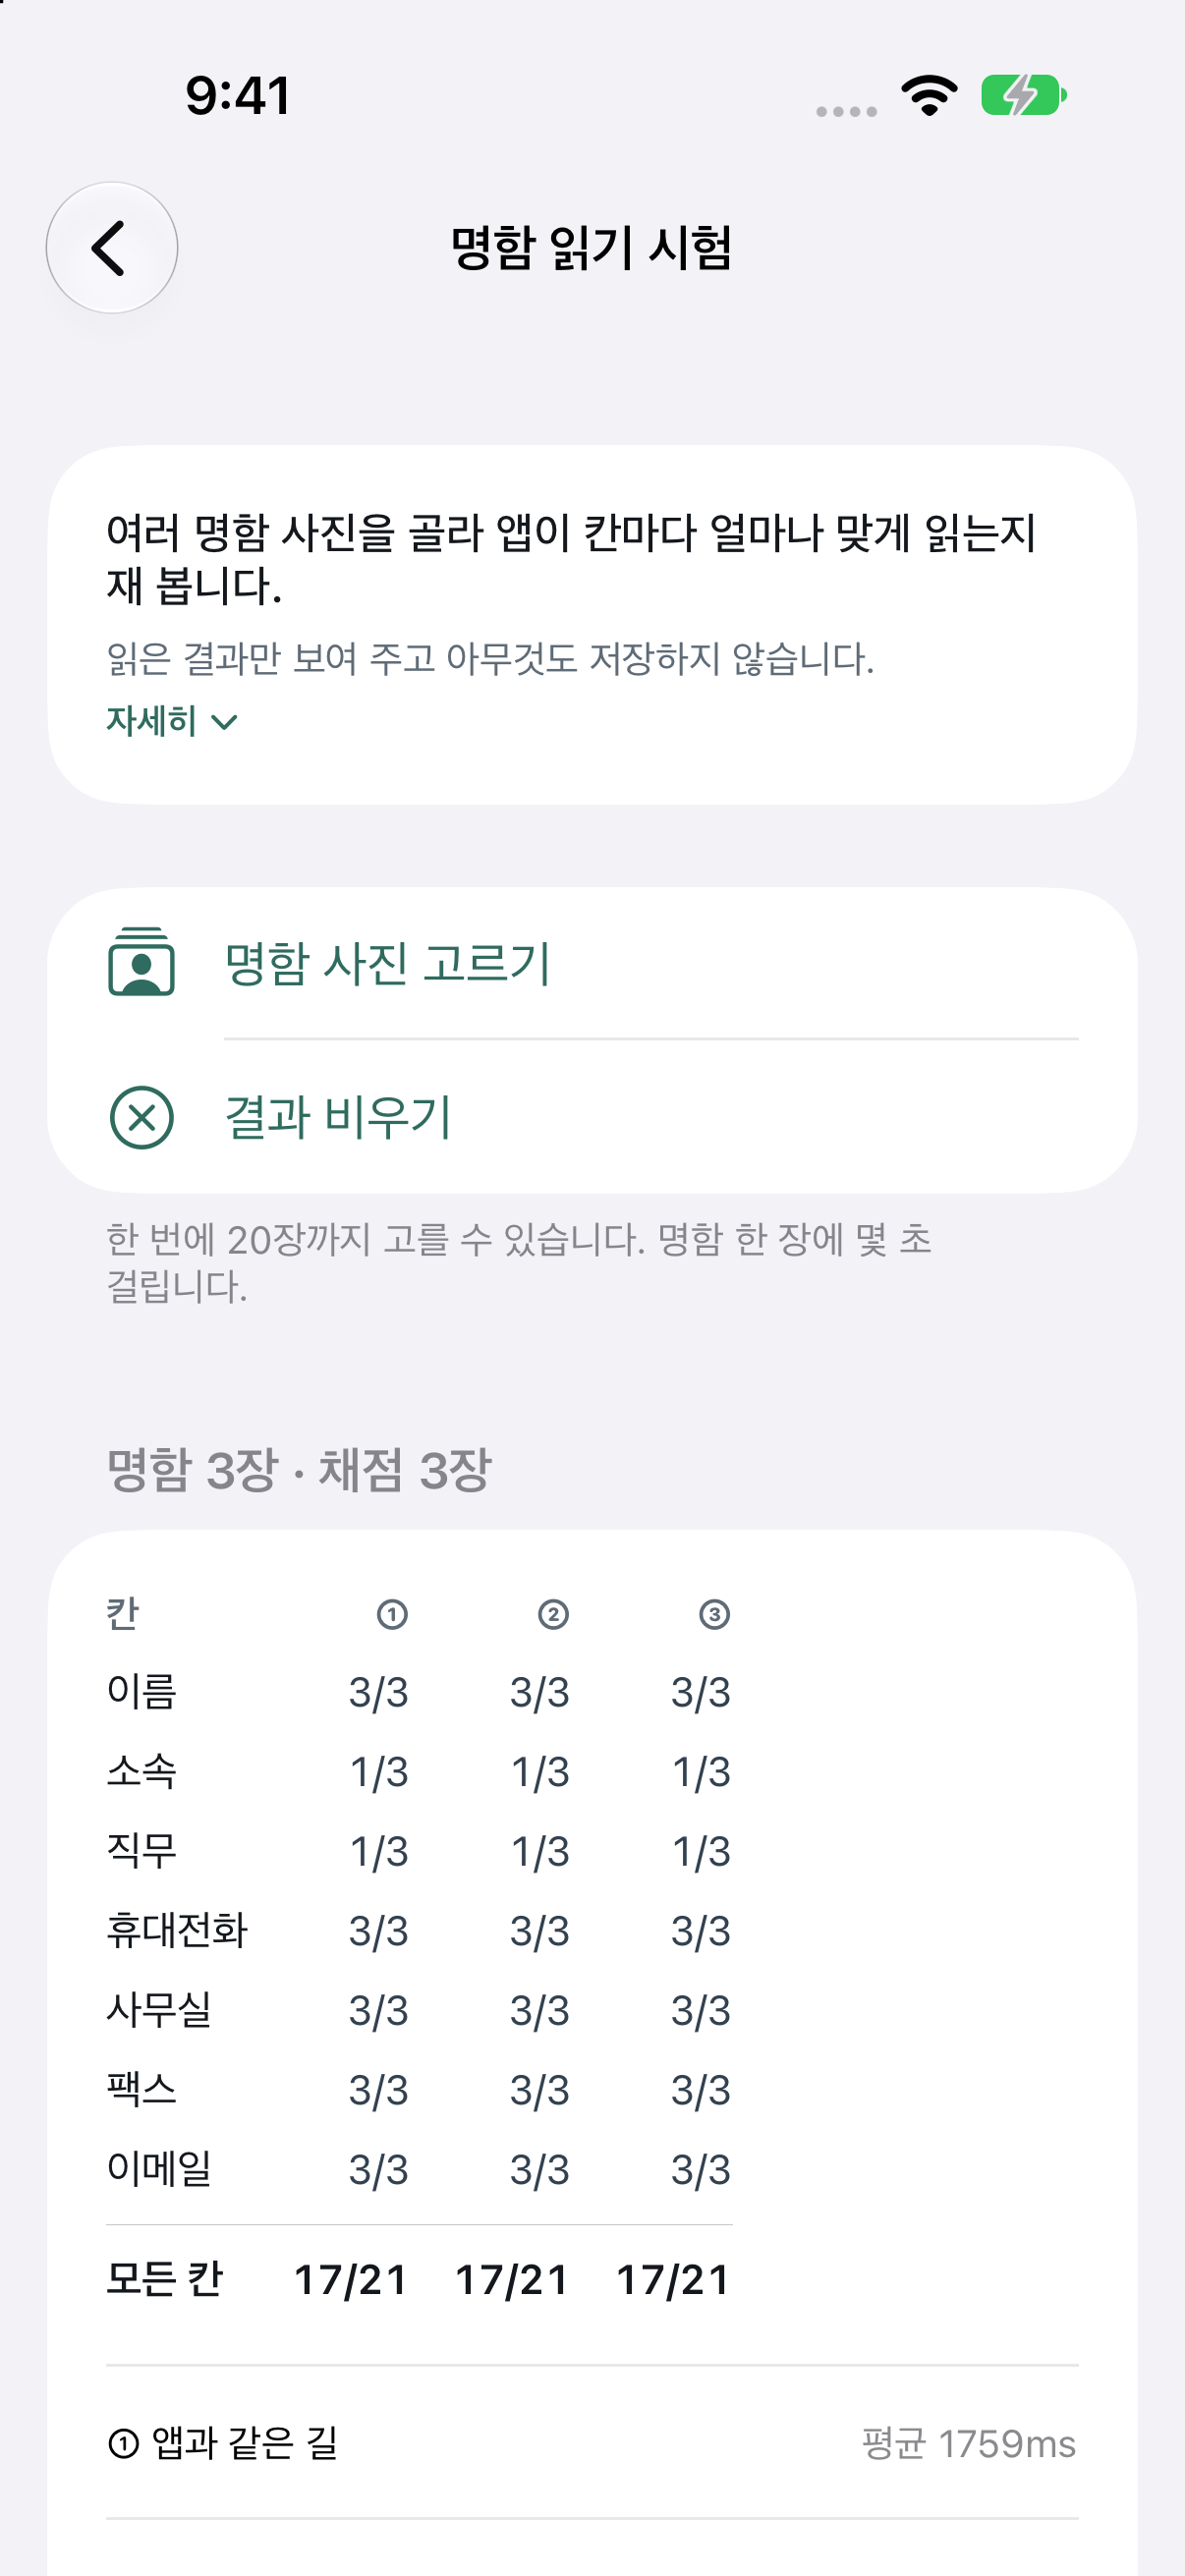 9:41
명함 읽기 시험
여러 명함 사진을 골라 앱이 칸마다 얼마나 맞게 읽는지
재 봅니다.
읽은 결과만 보여 주고 아무것도 저장하지 않습니다.
자세히
명함 사진 고르기
결과 비우기
한 번에 20장까지 고를 수 있습니다. 명함 한 장에 몇 초
걸립니다.
명함 3장 · 채점 3장
칸 ① ② ③
이름 3/3 3/3 3/3
소속 1/3 1/3 1/3
직무 1/3 1/3 1/3
휴대전화 3/3 3/3 3/3
사무실 3/3 3/3 3/3
팩스 3/3 3/3 3/3
이메일 3/3 3/3 3/3
모든 칸 17/21 17/21 17/21
① 앱과 같은 길 평균 1759ms